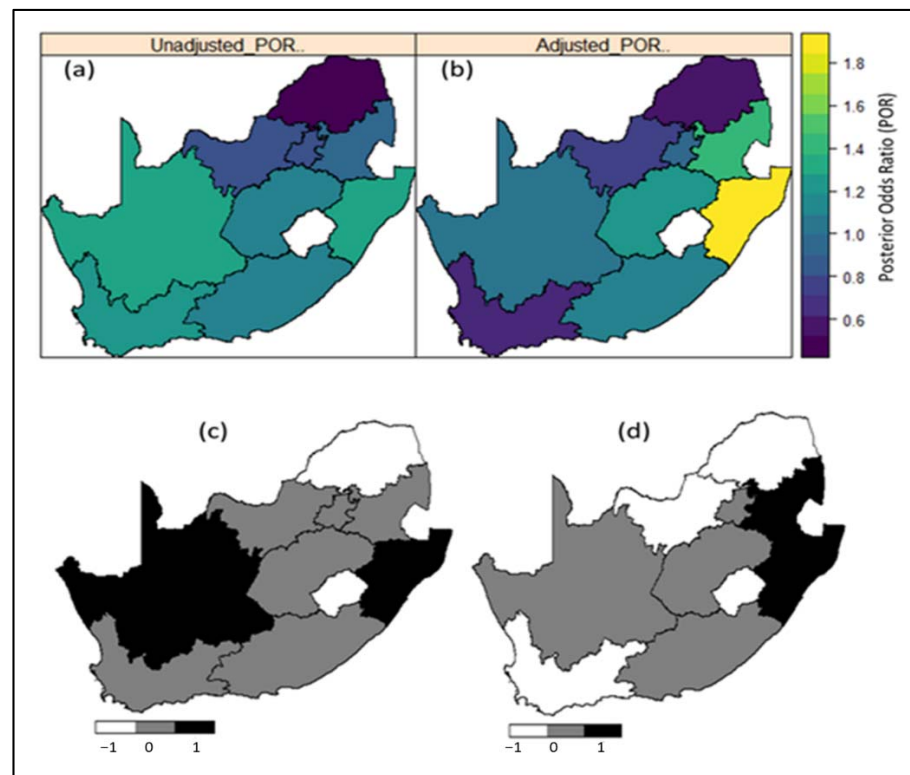 Unadjusted_POR.. Adjusted_POR..
(a) (b)
1.8
1.6
1.4
1.2
1.0
0.8
0.6
Posterior Odds Ratio (POR)
(c) (d)
−1 0 1 −1 0 1